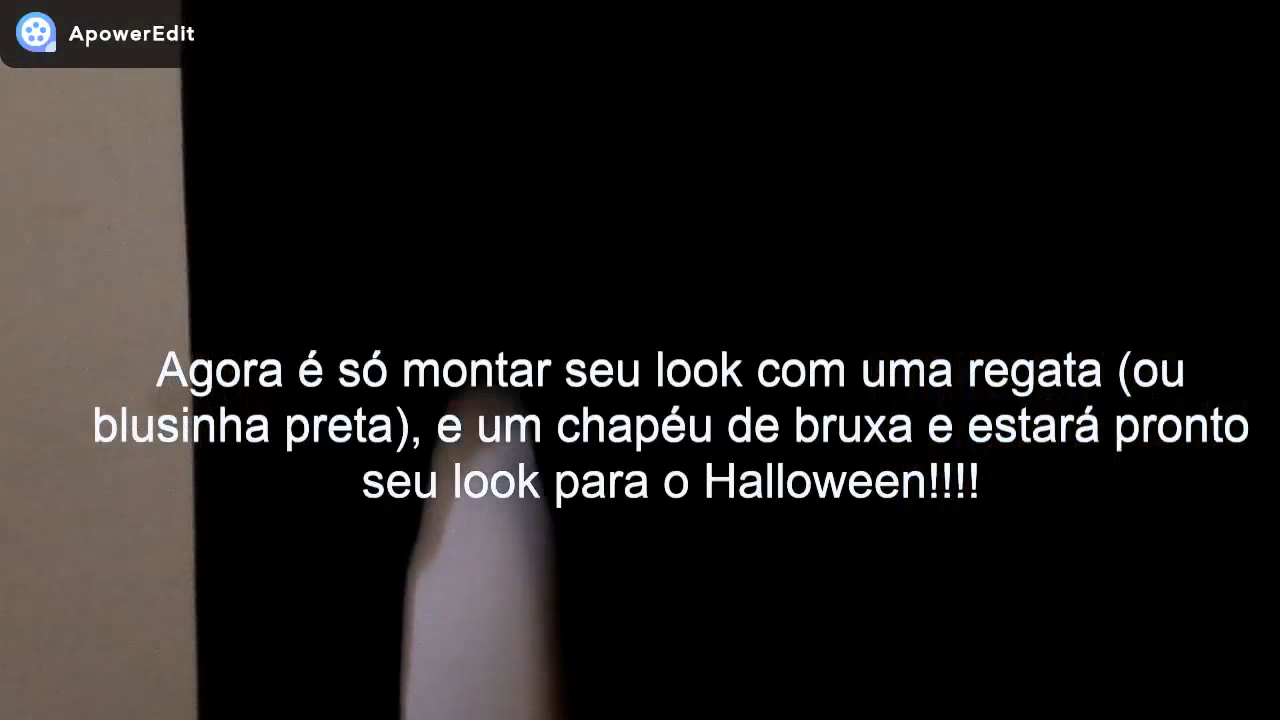 ApowerEdit
Agora é só montar seu look com uma regata (ou
blusinha preta), e um chapéu de bruxa e estará pronto
seu look para o Halloween!!!!